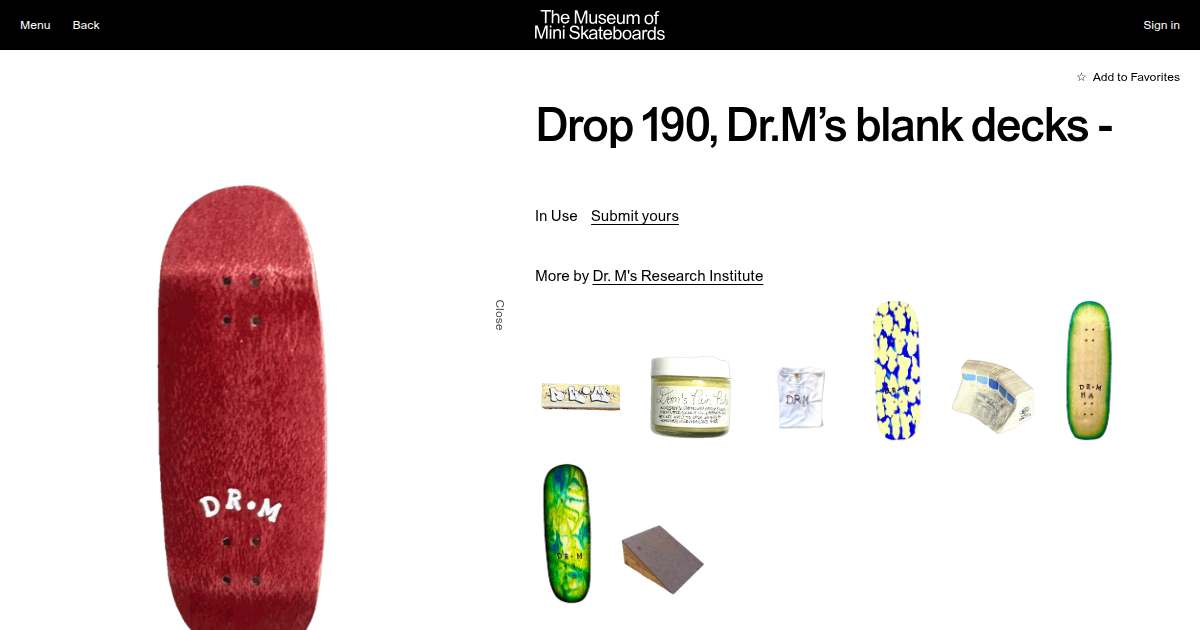 Menu
Back
The Museum of
Mini Skateboards
Sign in
☆ Add to Favorites
Drop 190, Dr.M’s blank decks -
In Use
Submit yours
More by Dr. M's Research Institute
Close
DR•M
DRM
DR•M
DR•M